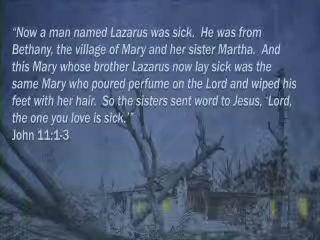 “Now a man named Lazarus was sick.  He was from
Bethany, the village of Mary and her sister Martha.  And
this Mary whose brother Lazarus now lay sick was the
same Mary who poured perfume on the Lord and wiped his
feet with her hair.  So the sisters sent word to Jesus, ‘Lord,
the one you love is sick.’”
John 11:1-3